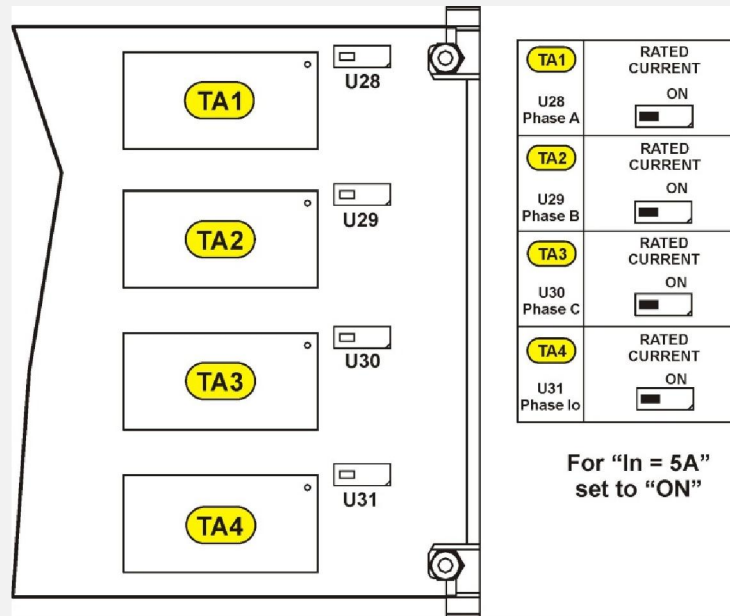 TA1
U28
TA2
U29
TA3
U30
TA4
U31
TA1
RATED
CURRENT
U28
Phase A
ON
TA2
RATED
CURRENT
U29
Phase B
ON
TA3
RATED
CURRENT
U30
Phase C
ON
TA4
RATED
CURRENT
U31
Phase Io
ON
For “In = 5A”
set to “ON”